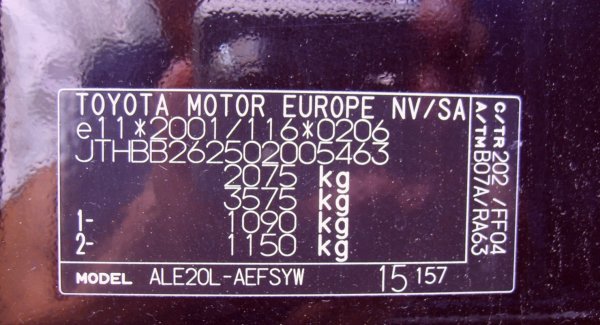 TOYOTA MOTOR EUROPE NV/SA
e11*2001/116*0206
JTHBB262502005463
2075 kg
3575 kg
1- 1090 kg
2- 1150 kg
MODEL ALE20L-AEFSYW 15 157
C/TR 202 /FF04
A/TM B07A/RA63